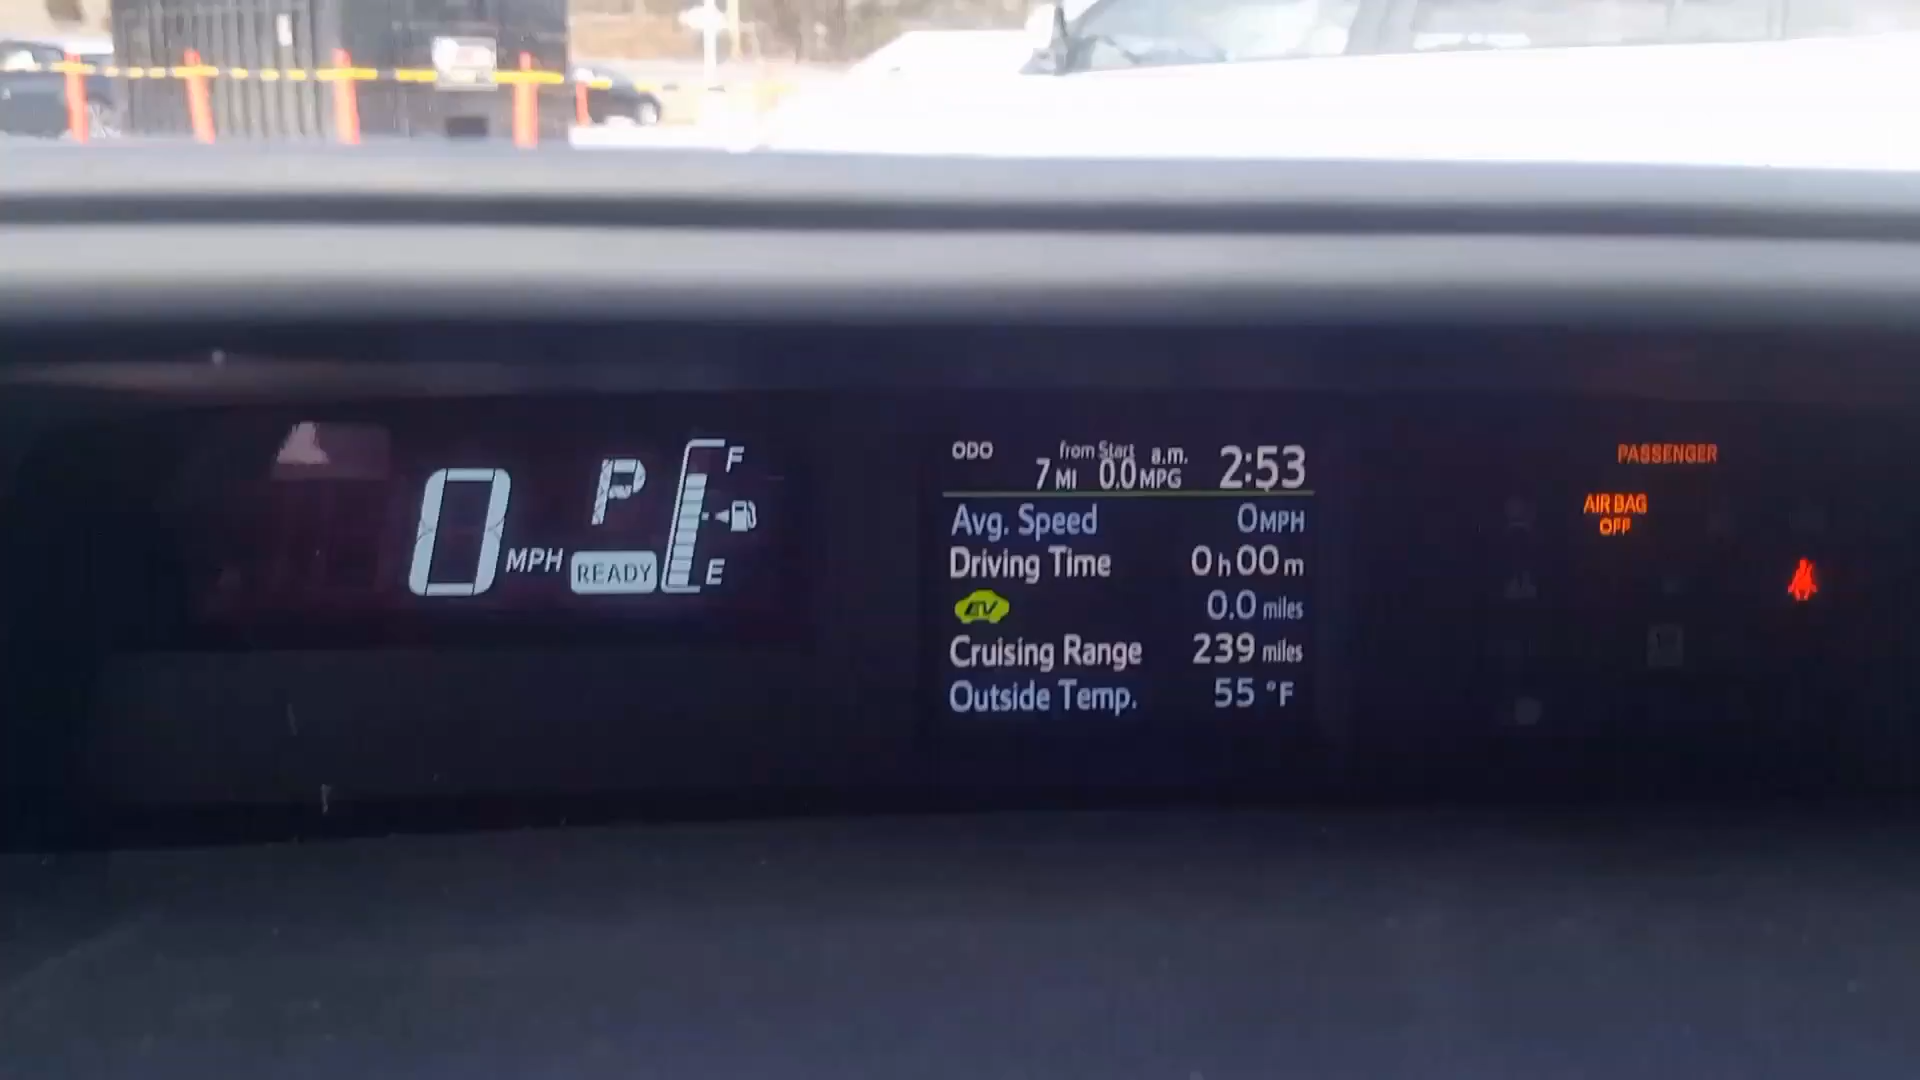 0 MPH
P
READY
F
E
ODO 7 MI
from Start 0.0 MPG
a.m. 2:53
Avg. Speed 0 MPH
Driving Time 0 h 00 m
EV 0.0 miles
Cruising Range 239 miles
Outside Temp. 55 °F
PASSENGER
AIR BAG
OFF